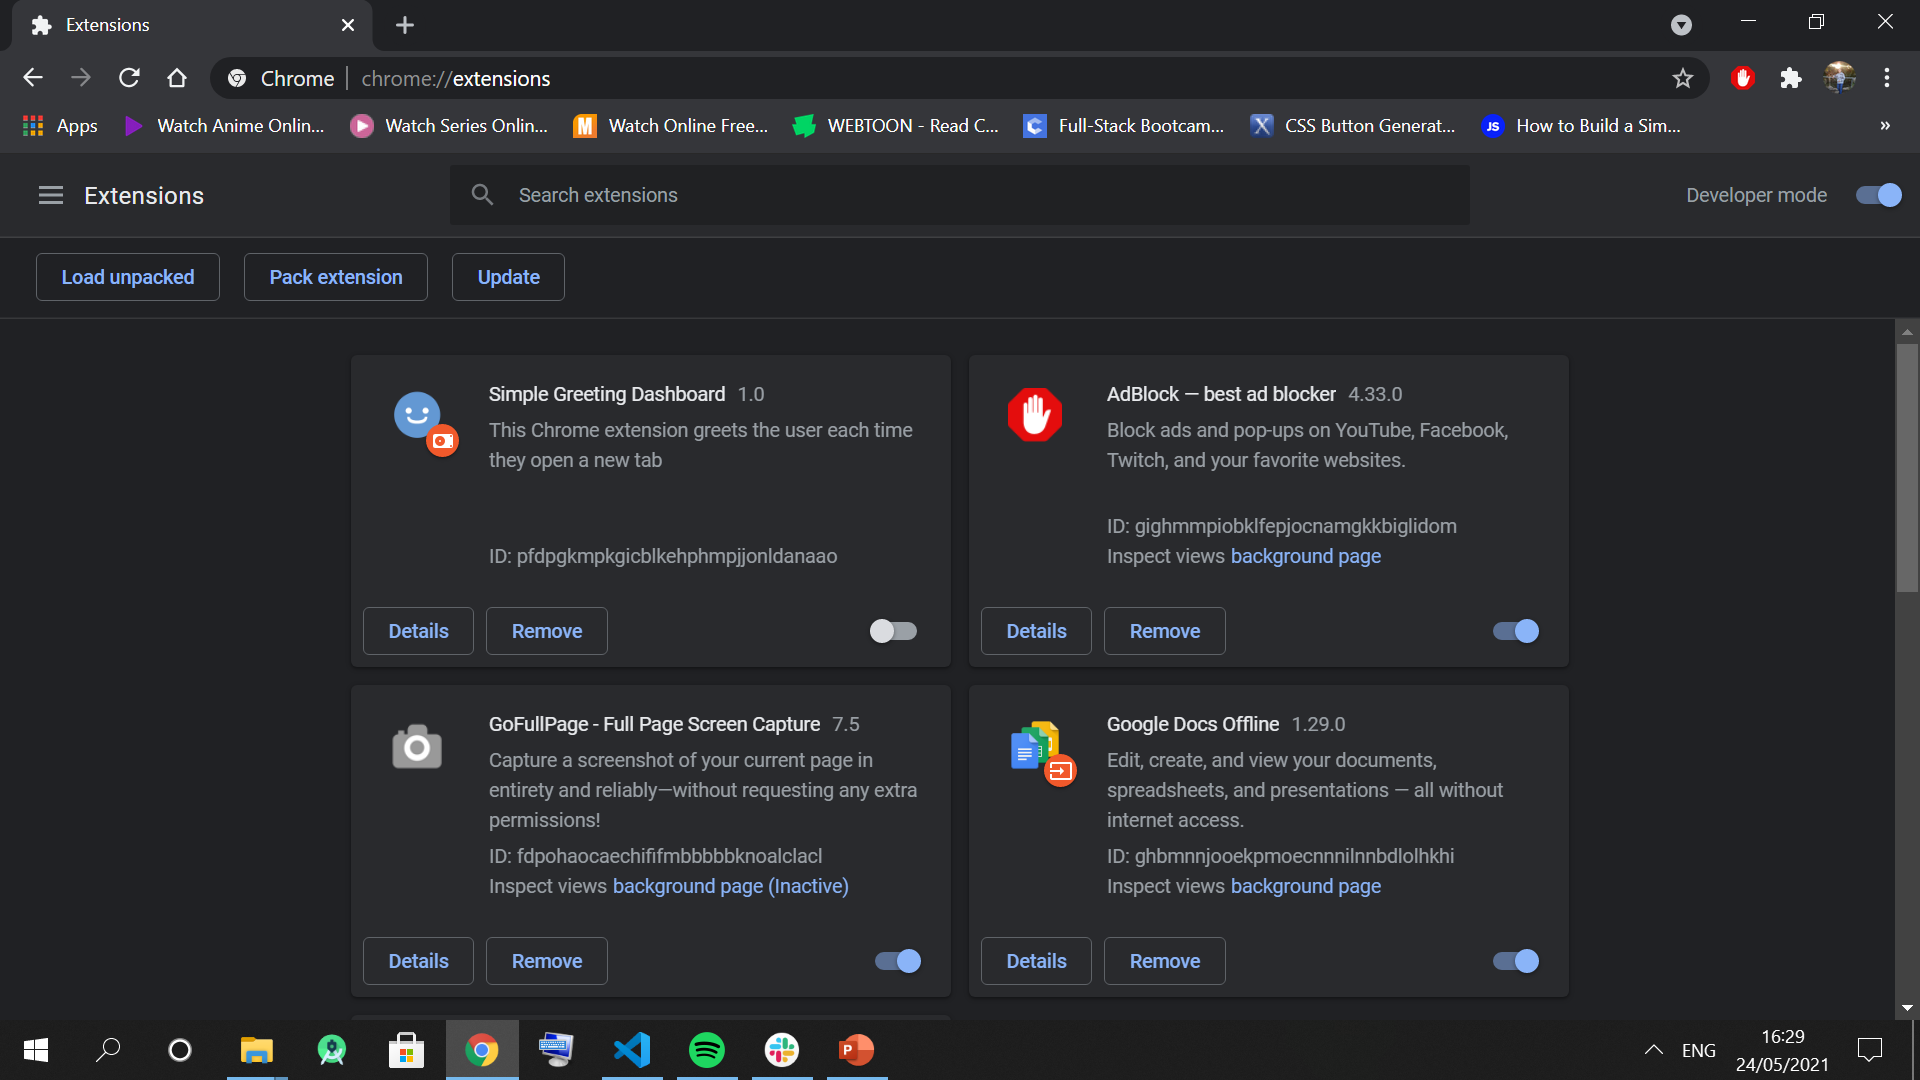 Extensions
Chrome | chrome://extensions
Apps
Watch Anime Onlin...
Watch Series Onlin...
M
Watch Online Free...
WEBTOON - Read C...
C
Full-Stack Bootcam...
X
CSS Button Generat...
JS
How to Build a Sim...
»
Extensions
Search extensions
Developer mode
Load unpacked
Pack extension
Update
Simple Greeting Dashboard 1.0
This Chrome extension greets the user each time
they open a new tab
ID: pfdpgkmpkgicblkehphmpjjonldanaao
Details
Remove
AdBlock — best ad blocker 4.33.0
Block ads and pop-ups on YouTube, Facebook,
Twitch, and your favorite websites.
ID: gighmmpiobklfepjocnamgkkbiglidom
Inspect views background page
Details
Remove
GoFullPage - Full Page Screen Capture 7.5
Capture a screenshot of your current page in
entirety and reliably—without requesting any extra
permissions!
ID: fdpohaocaechififmbbbbbknoalclacl
Inspect views background page (Inactive)
Details
Remove
Google Docs Offline 1.29.0
Edit, create, and view your documents,
spreadsheets, and presentations — all without
internet access.
ID: ghbmnnjooekpmoecnnnilnnbdlolhkhi
Inspect views background page
Details
Remove
P
ENG
16:29
24/05/2021